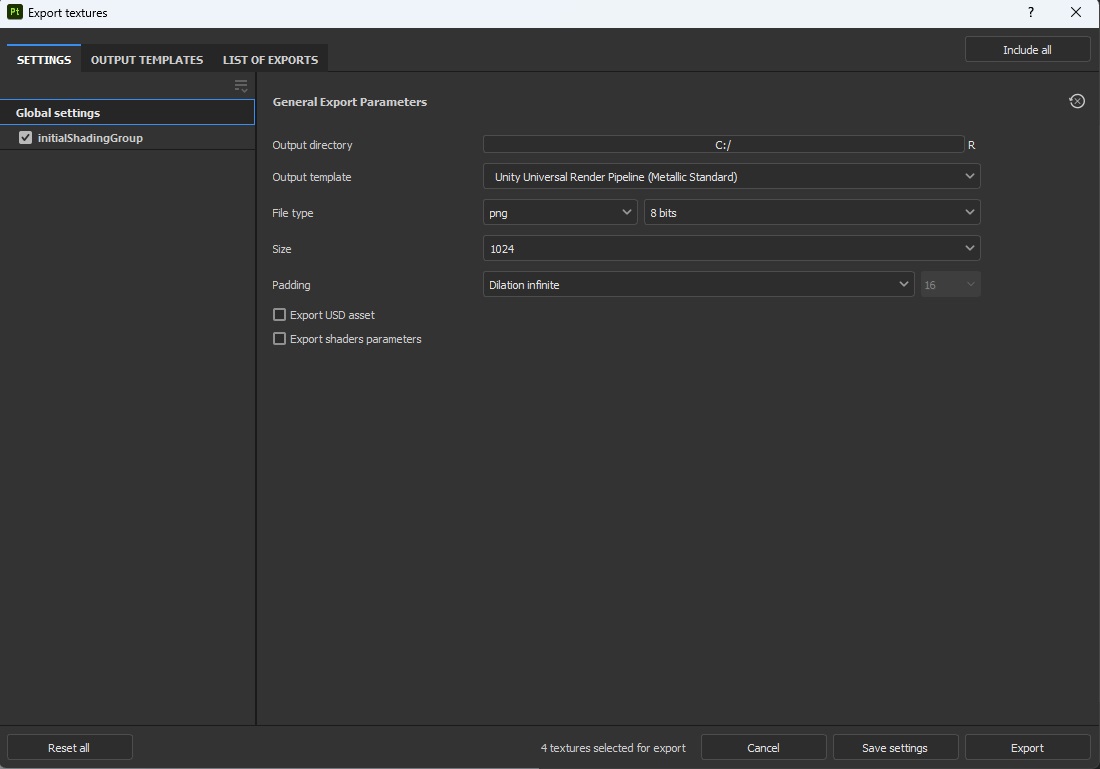 Pt Export textures ?
Include all
SETTINGS OUTPUT TEMPLATES LIST OF EXPORTS
Global settings
initialShadingGroup
General Export Parameters
Output directory C:/ R
Output template Unity Universal Render Pipeline (Metallic Standard)
File type png 8 bits
Size 1024
Padding Dilation infinite 16
Export USD asset
Export shaders parameters
Reset all 4 textures selected for export Cancel Save settings Export